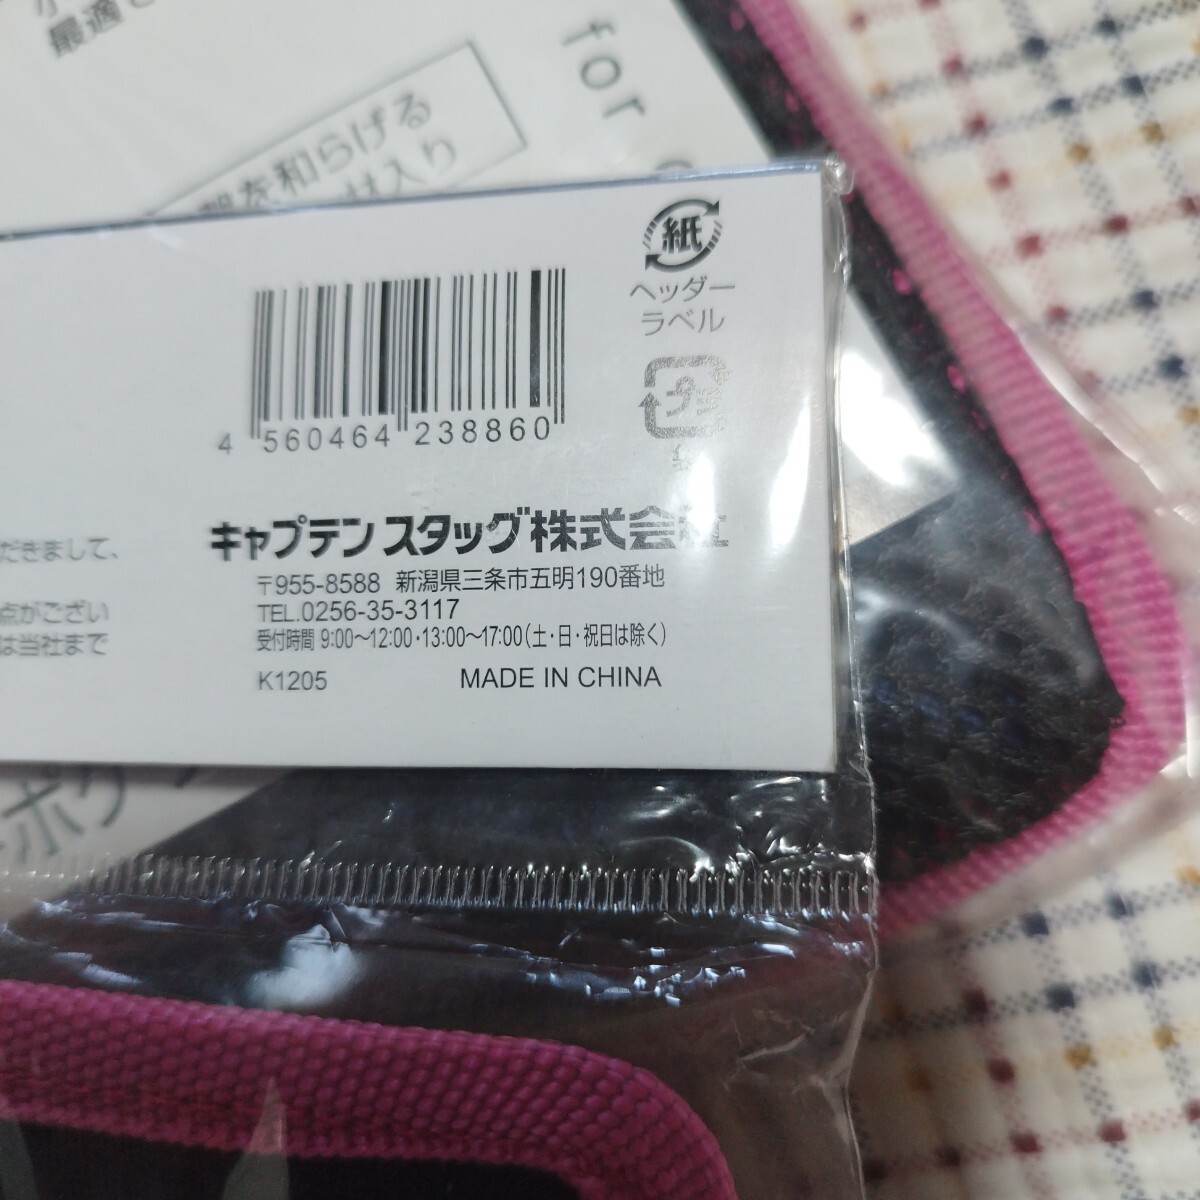 最適
for
を和らげる
入り
紙
ヘッダー
ラベル
4 560464 238860
だきまして、
点がござい
は当社まで
キャプテン スタッグ株式会社
〒955-8588 新潟県三条市五明190番地
TEL.0256-35-3117
受付時間 9:00～12:00・13:00～17:00(土・日・祝日は除く)
K1205 MADE IN CHINA
ポケ